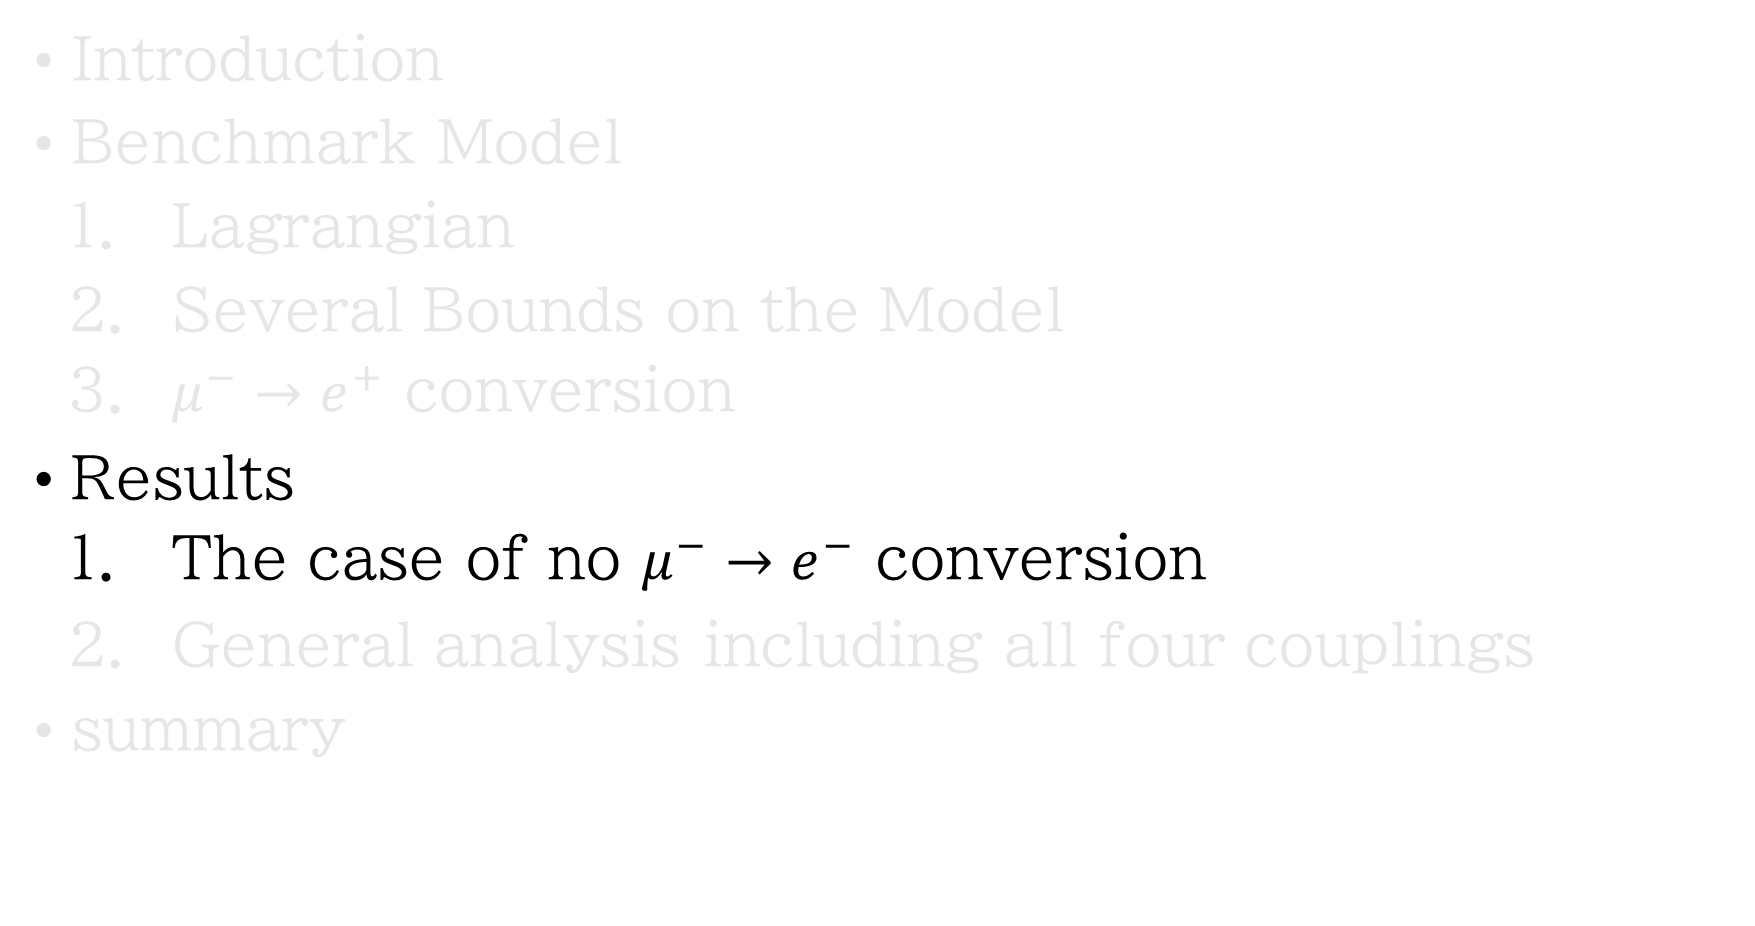 • Introduction
• Benchmark Model
1. Lagrangian
2. Several Bounds on the Model
3. μ⁻ → e⁺ conversion
• Results
1. The case of no μ⁻ → e⁻ conversion
2. General analysis including all four couplings
• summary